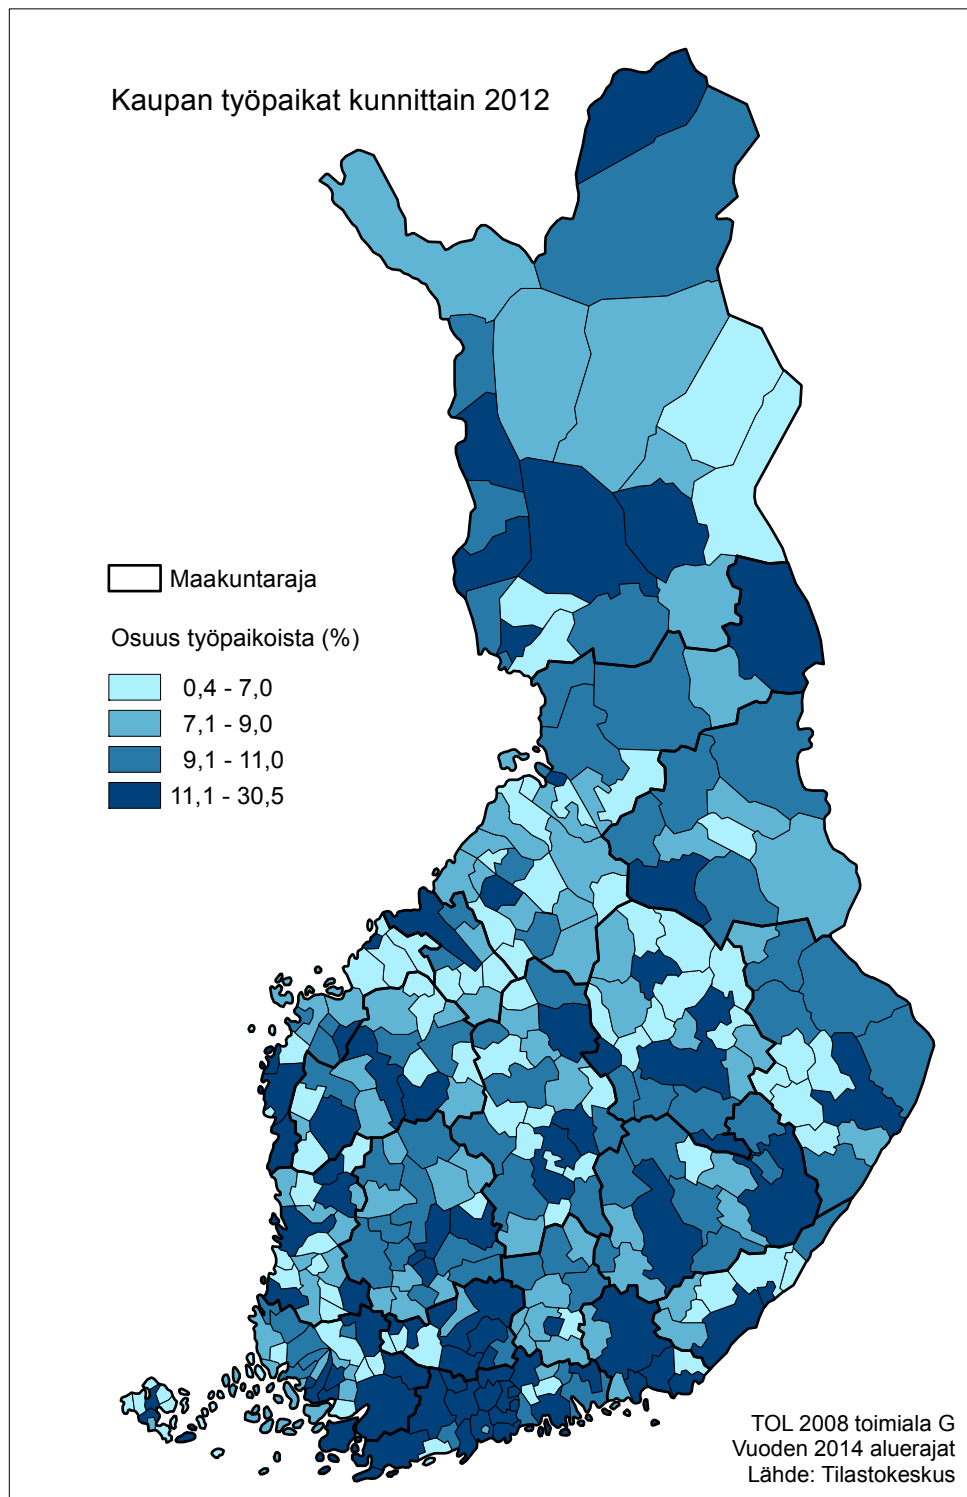 Kaupan työpaikat kunnittain 2012
Maakuntaraja
Osuus työpaikoista (%)
0,4 - 7,0
7,1 - 9,0
9,1 - 11,0
11,1 - 30,5
TOL 2008 toimiala G
Vuoden 2014 aluerajat
Lähde: Tilastokeskus